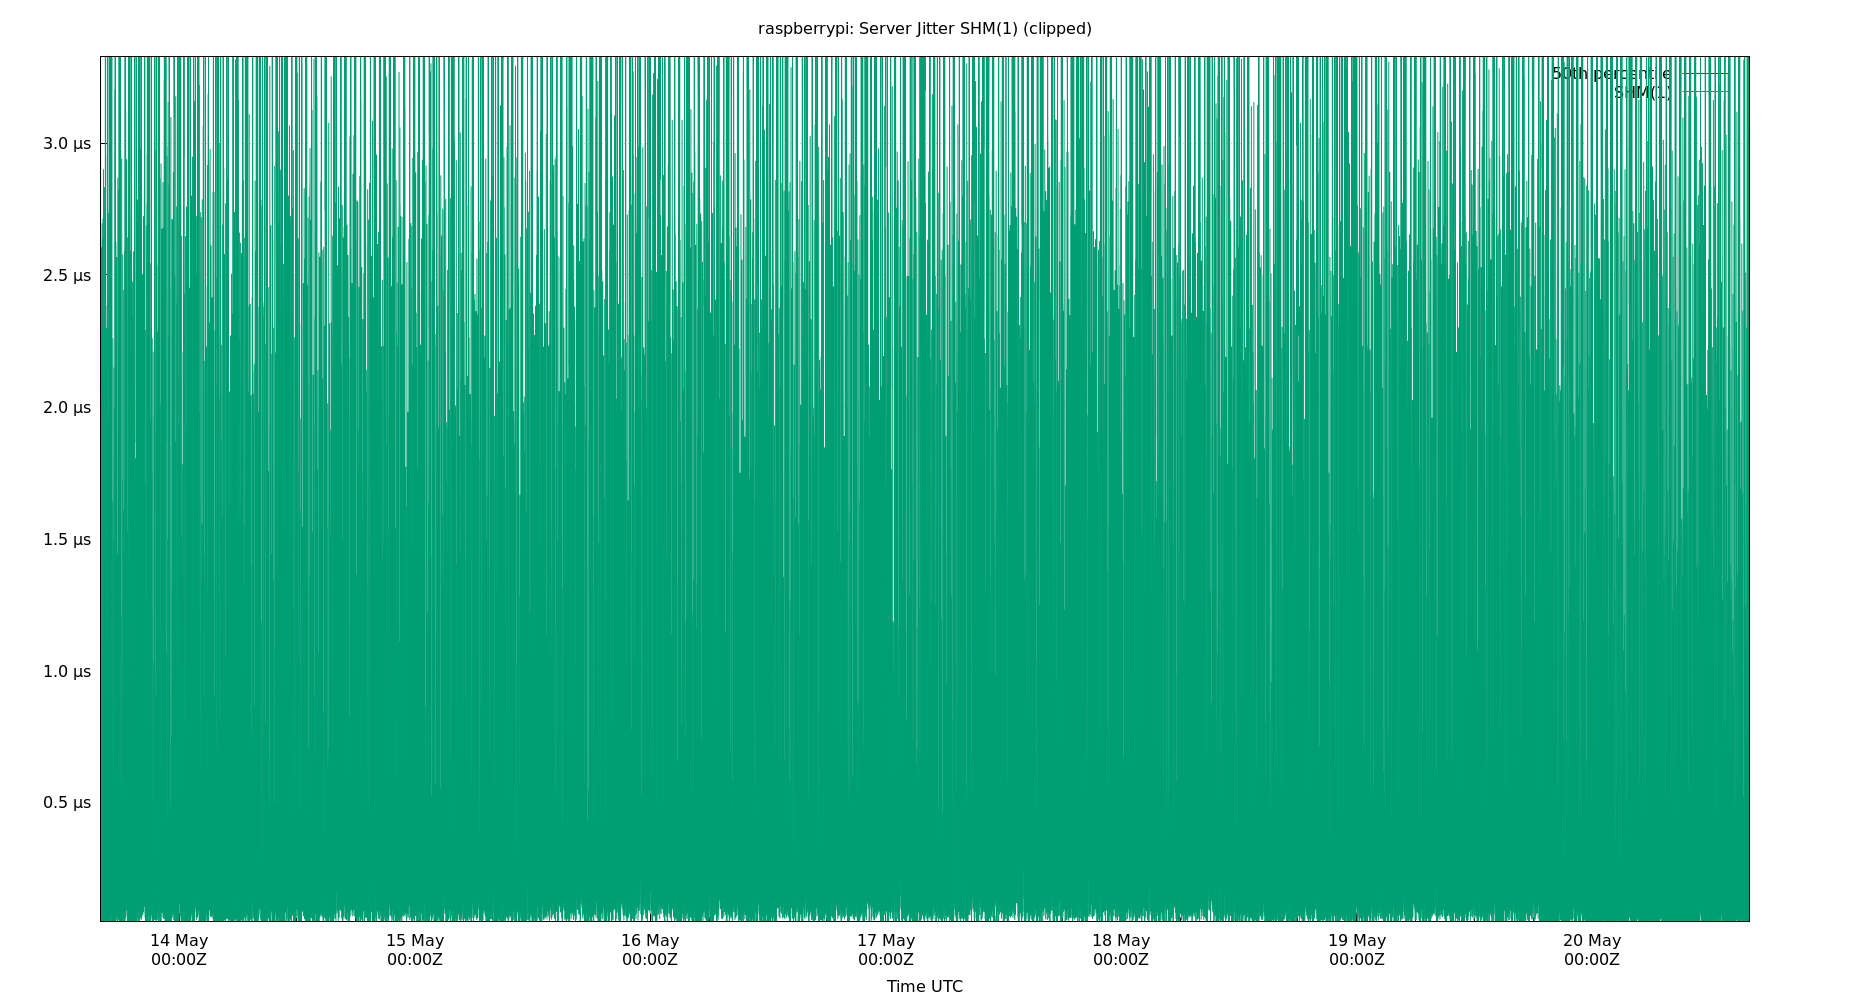 raspberrypi: Server Jitter SHM(1) (clipped)
50th percentile
SHM(1)
3.0 µs
2.5 µs
2.0 µs
1.5 µs
1.0 µs
0.5 µs
14 May 15 May 16 May 17 May 18 May 19 May 20 May
00:00Z 00:00Z 00:00Z 00:00Z 00:00Z 00:00Z 00:00Z
Time UTC